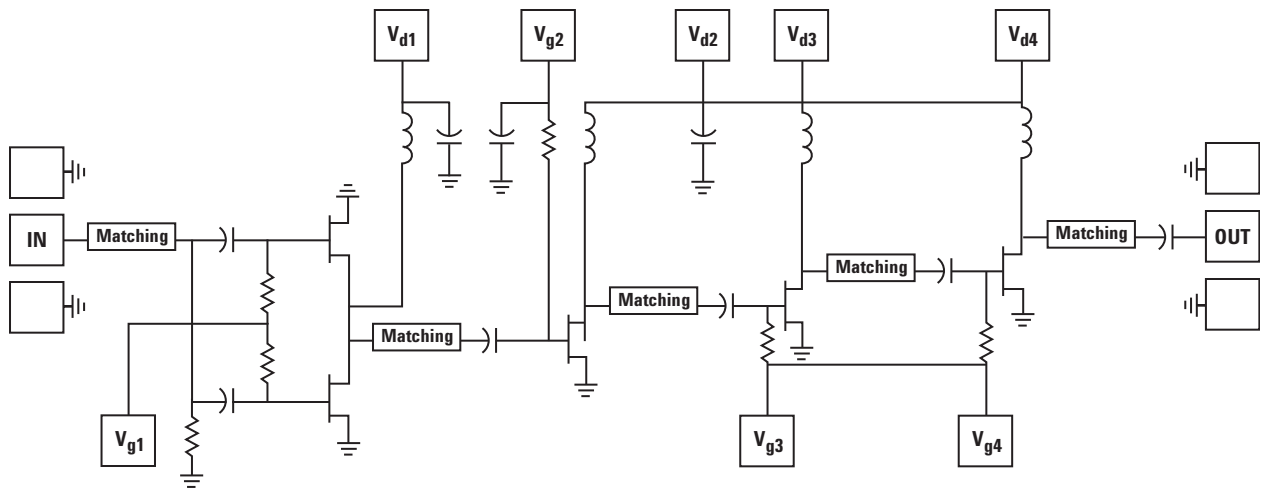 Vd1
Vg2
Vd2
Vd3
Vd4
IN
Matching
Matching
Matching
Matching
Matching
OUT
Vg1
Vg3
Vg4